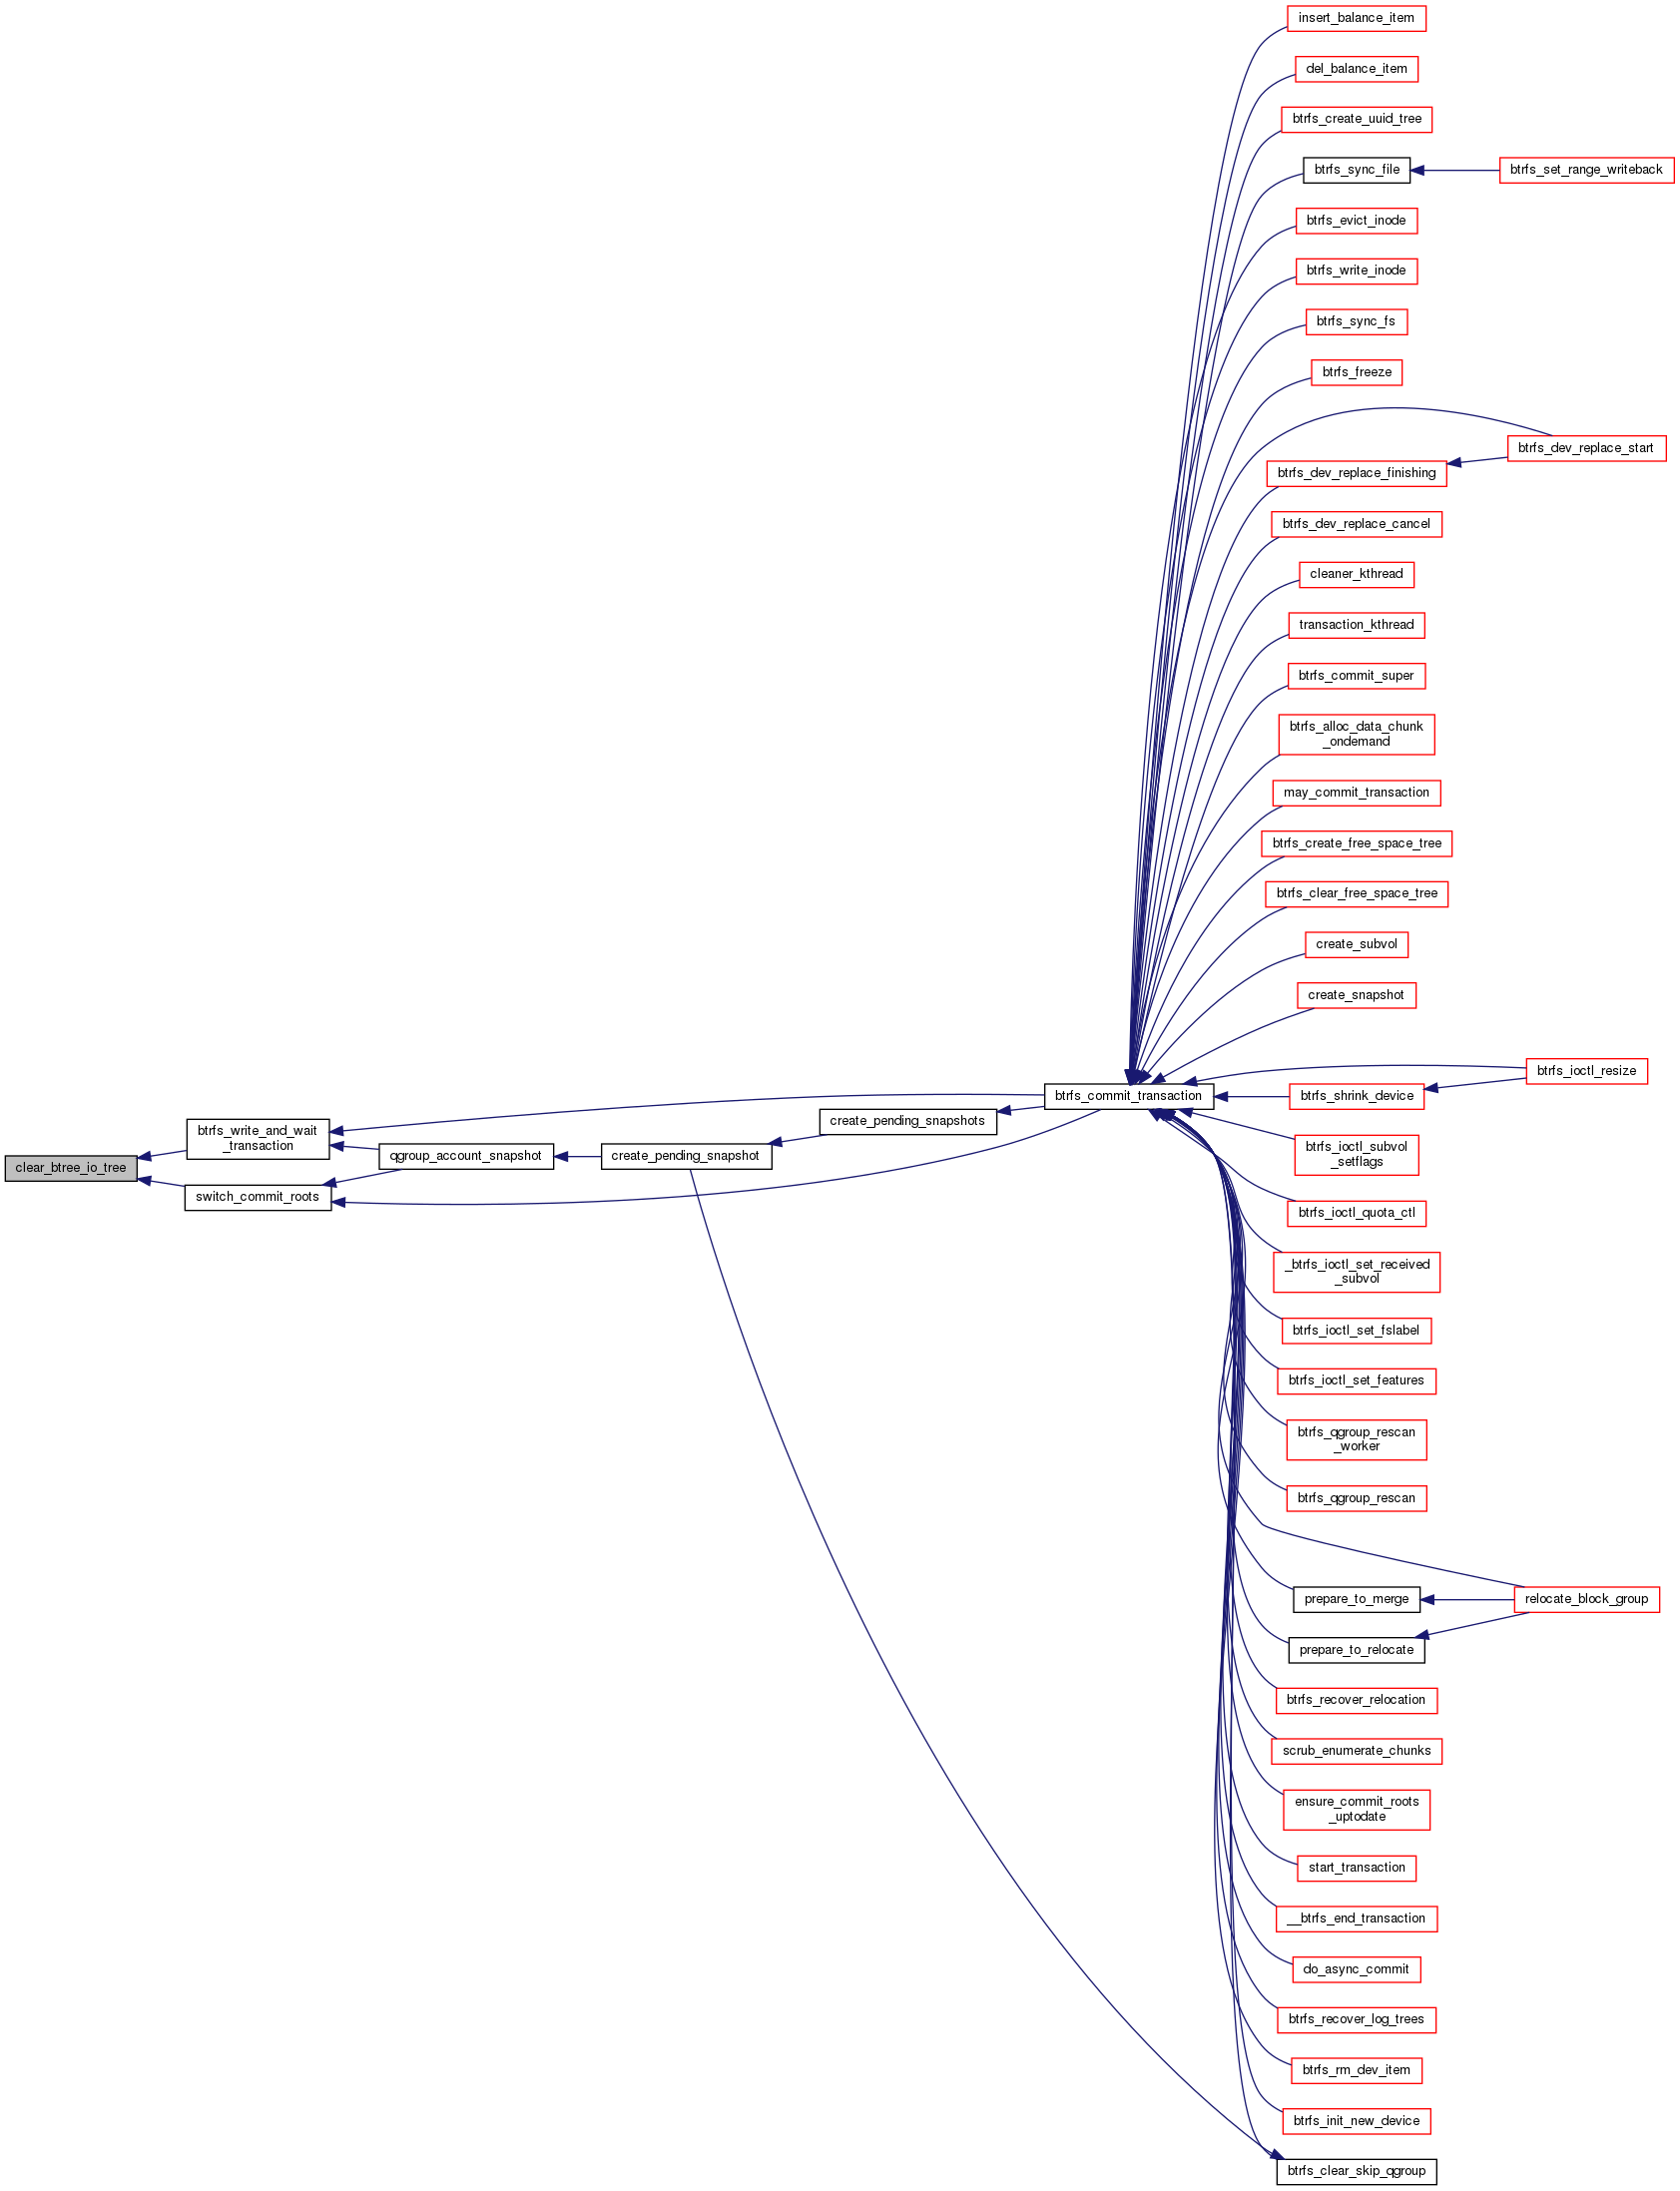 insert_balance_item
del_balance_item
btrfs_create_uuid_tree
btrfs_sync_file
btrfs_set_range_writeback
btrfs_evict_inode
btrfs_write_inode
btrfs_sync_fs
btrfs_freeze
btrfs_dev_replace_start
btrfs_dev_replace_finishing
btrfs_dev_replace_cancel
cleaner_kthread
transaction_kthread
btrfs_commit_super
btrfs_alloc_data_chunk
_ondemand
may_commit_transaction
btrfs_create_free_space_tree
btrfs_clear_free_space_tree
create_subvol
create_snapshot
btrfs_ioctl_resize
btrfs_commit_transaction
btrfs_shrink_device
create_pending_snapshots
btrfs_write_and_wait
_transaction
qgroup_account_snapshot
create_pending_snapshot
btrfs_ioctl_subvol
_setflags
clear_btree_io_tree
switch_commit_roots
btrfs_ioctl_quota_ctl
_btrfs_ioctl_set_received
_subvol
btrfs_ioctl_set_fslabel
btrfs_ioctl_set_features
btrfs_qgroup_rescan
_worker
btrfs_qgroup_rescan
prepare_to_merge
relocate_block_group
prepare_to_relocate
btrfs_recover_relocation
scrub_enumerate_chunks
ensure_commit_roots
_uptodate
start_transaction
__btrfs_end_transaction
do_async_commit
btrfs_recover_log_trees
btrfs_rm_dev_item
btrfs_init_new_device
btrfs_clear_skip_qgroup